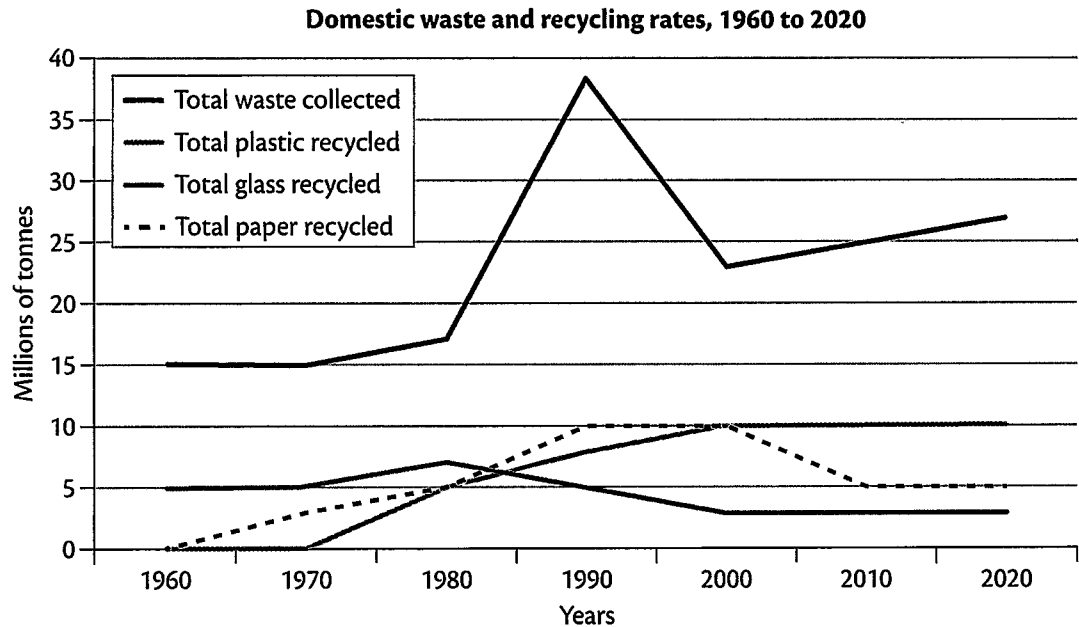 Domestic waste and recycling rates, 1960 to 2020
40
35
30
25
20
15
10
5
0
Millions of tonnes
Total waste collected
Total plastic recycled
Total glass recycled
Total paper recycled
1960 1970 1980 1990 2000 2010 2020
Years